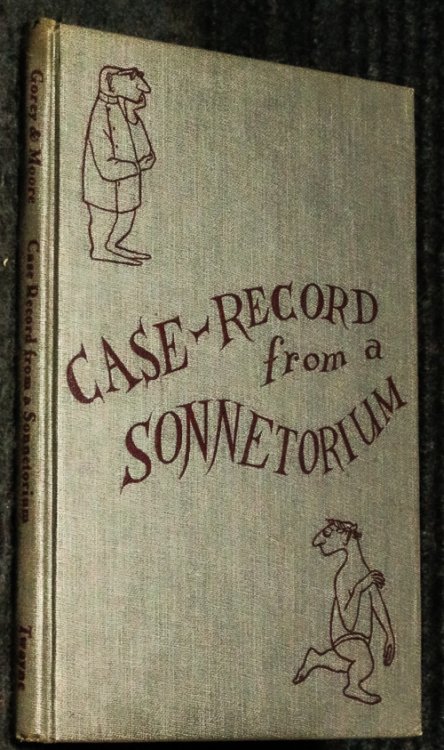 Gorey & Moore Case Record from a Sonnetorium Twayne
CASE-RECORD
from a
SONNETORIUM